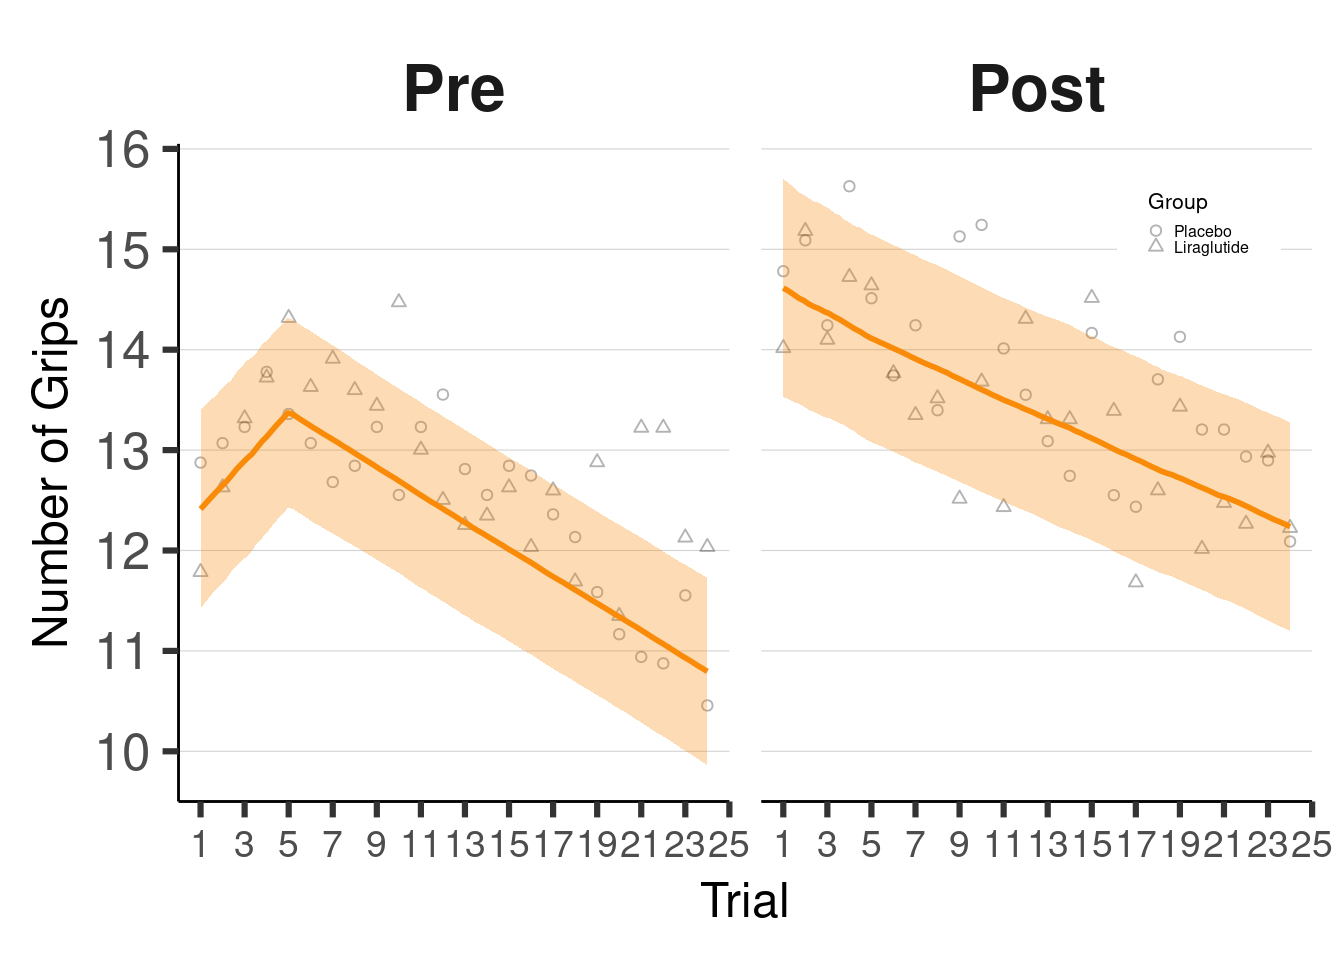 Pre Post
16
15
14
13
12
11
10
Number of Grips
Group
Placebo
Liraglutide
1 3 5 7 9 11 13 15 17 19 21 23 25 1 3 5 7 9 11 13 15 17 19 21 23 25
Trial